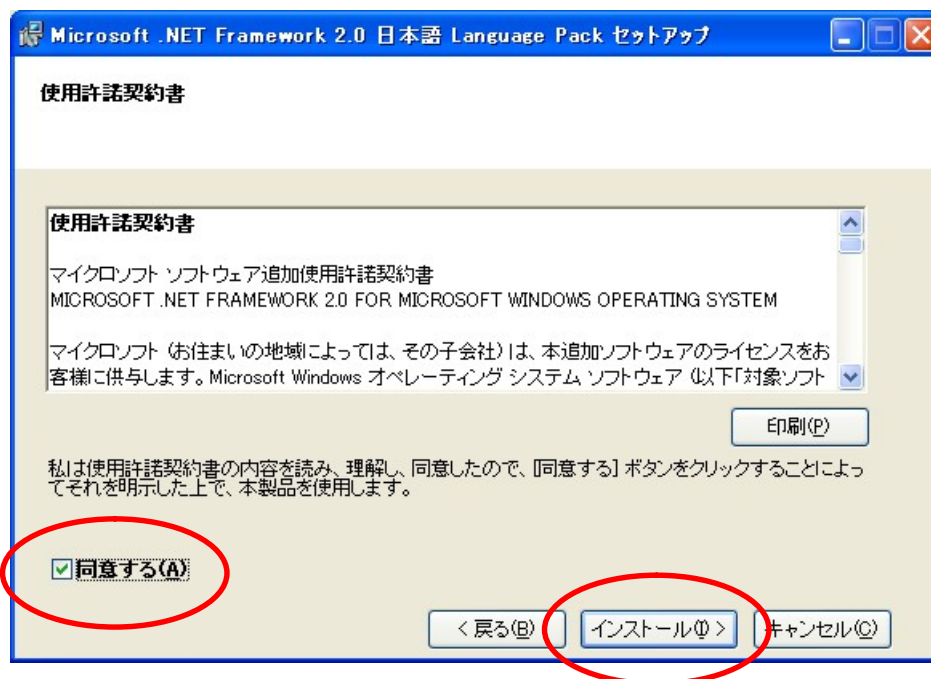 Microsoft .NET Framework 2.0 日本語 Language Pack セットアップ
使用許諾契約書
使用許諾契約書
マイクロソフト ソフトウェア追加使用許諾契約書
MICROSOFT .NET FRAMEWORK 2.0 FOR MICROSOFT WINDOWS OPERATING SYSTEM
マイクロソフト (お住まいの地域によっては、その子会社) は、本追加ソフトウェアのライセンスをお
客様に供与します。Microsoft Windows オペレーティング システム ソフトウェア (以下「対象ソフト
印刷(P)
私は使用許諾契約書の内容を読み、理解し、同意したので、[同意する] ボタンをクリックすることによっ
てそれを明示した上で、本製品を使用します。
同意する(A)
< 戻る(B) インストール(I) > キャンセル(C)